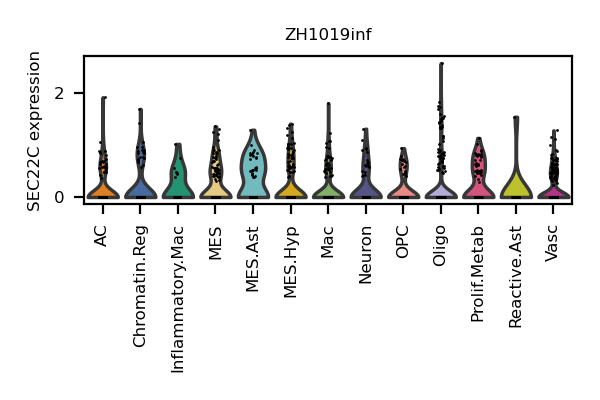 ZH1019inf
SEC22C expression
2
0
AC
Chromatin.Reg
Inflammatory.Mac
MES
MES.Ast
MES.Hyp
Mac
Neuron
OPC
Oligo
Prolif.Metab
Reactive.Ast
Vasc